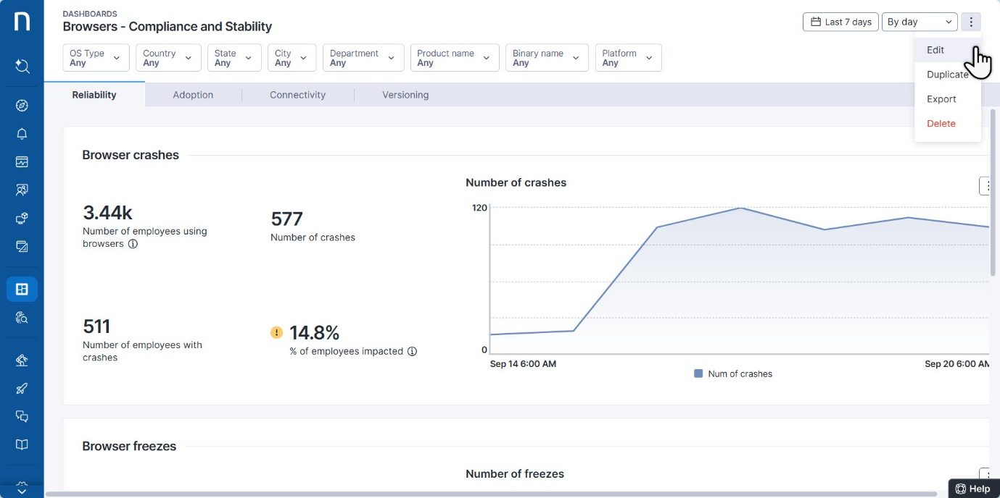 DASHBOARDS
Browsers - Compliance and Stability
Last 7 days
By day
OS Type
Any
Country
Any
State
Any
City
Any
Department
Any
Product name
Any
Binary name
Any
Platform
Any
Edit
Duplicate
Export
Delete
Reliability
Adoption
Connectivity
Versioning
Browser crashes
3.44k
Number of employees using
browsers
577
Number of crashes
511
Number of employees with
crashes
14.8%
% of employees impacted
Number of crashes
120
0
Sep 14 6:00 AM
Sep 20 6:00 AM
Num of crashes
Browser freezes
Number of freezes
Help